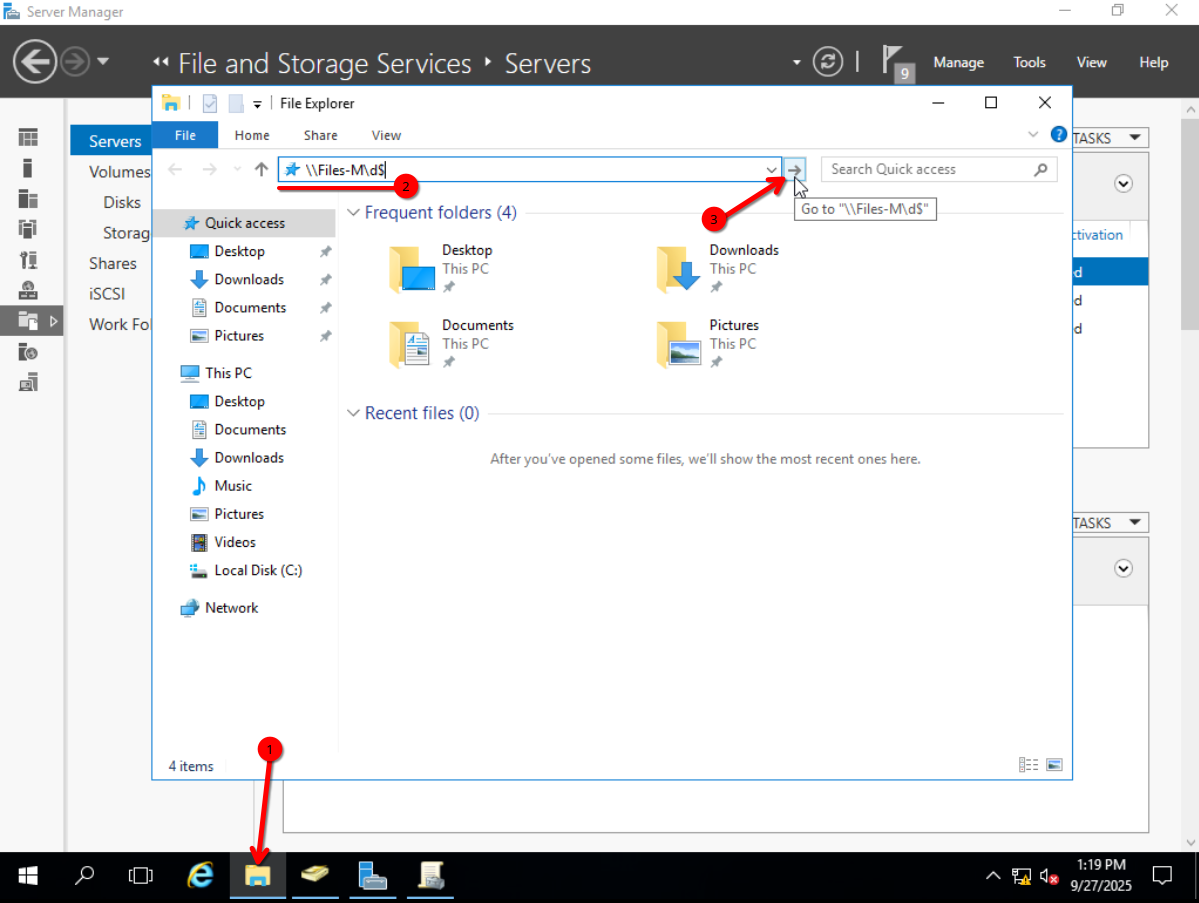 Server Manager
File and Storage Services
Servers
9
Manage
Tools
View
Help
File Explorer
File
Home
Share
View
TASKS
\\Files-M\d$
Search Quick access
2
3
Go to "\\Files-M\d$"
Servers
Volumes
Disks
Storag
Shares
iSCSI
Work Fol
Quick access
Desktop
Downloads
Documents
Pictures
This PC
Desktop
Documents
Downloads
Music
Pictures
Videos
Local Disk (C:)
Network
Frequent folders (4)
Desktop
This PC
Downloads
This PC
Documents
This PC
Pictures
This PC
Recent files (0)
After you've opened some files, we'll show the most recent ones here.
ctivation
ed
ed
ed
TASKS
4 items
1
1:19 PM
9/27/2025